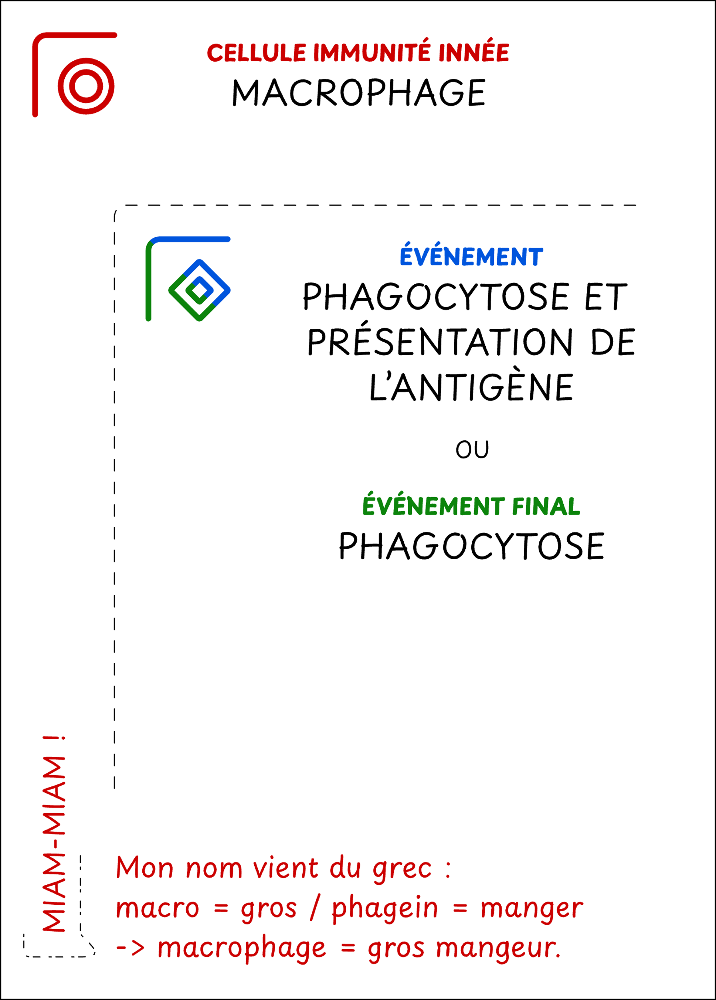 CELLULE IMMUNITÉ INNÉE
MACROPHAGE
ÉVÉNEMENT
PHAGOCYTOSE ET
PRÉSENTATION DE
L’ANTIGÈNE
OU
ÉVÉNEMENT FINAL
PHAGOCYTOSE
MIAM-MIAM !
Mon nom vient du grec :
macro = gros / phagein = manger
-> macrophage = gros mangeur.